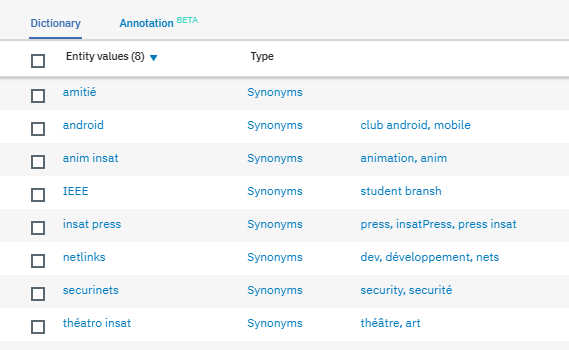 Dictionary Annotation BETA
Entity values (8) Type
amitié Synonyms
android Synonyms club android, mobile
anim insat Synonyms animation, anim
IEEE Synonyms student bransh
insat press Synonyms press, insatPress, press insat
netlinks Synonyms dev, développement, nets
securinets Synonyms security, securité
théatro insat Synonyms théâtre, art